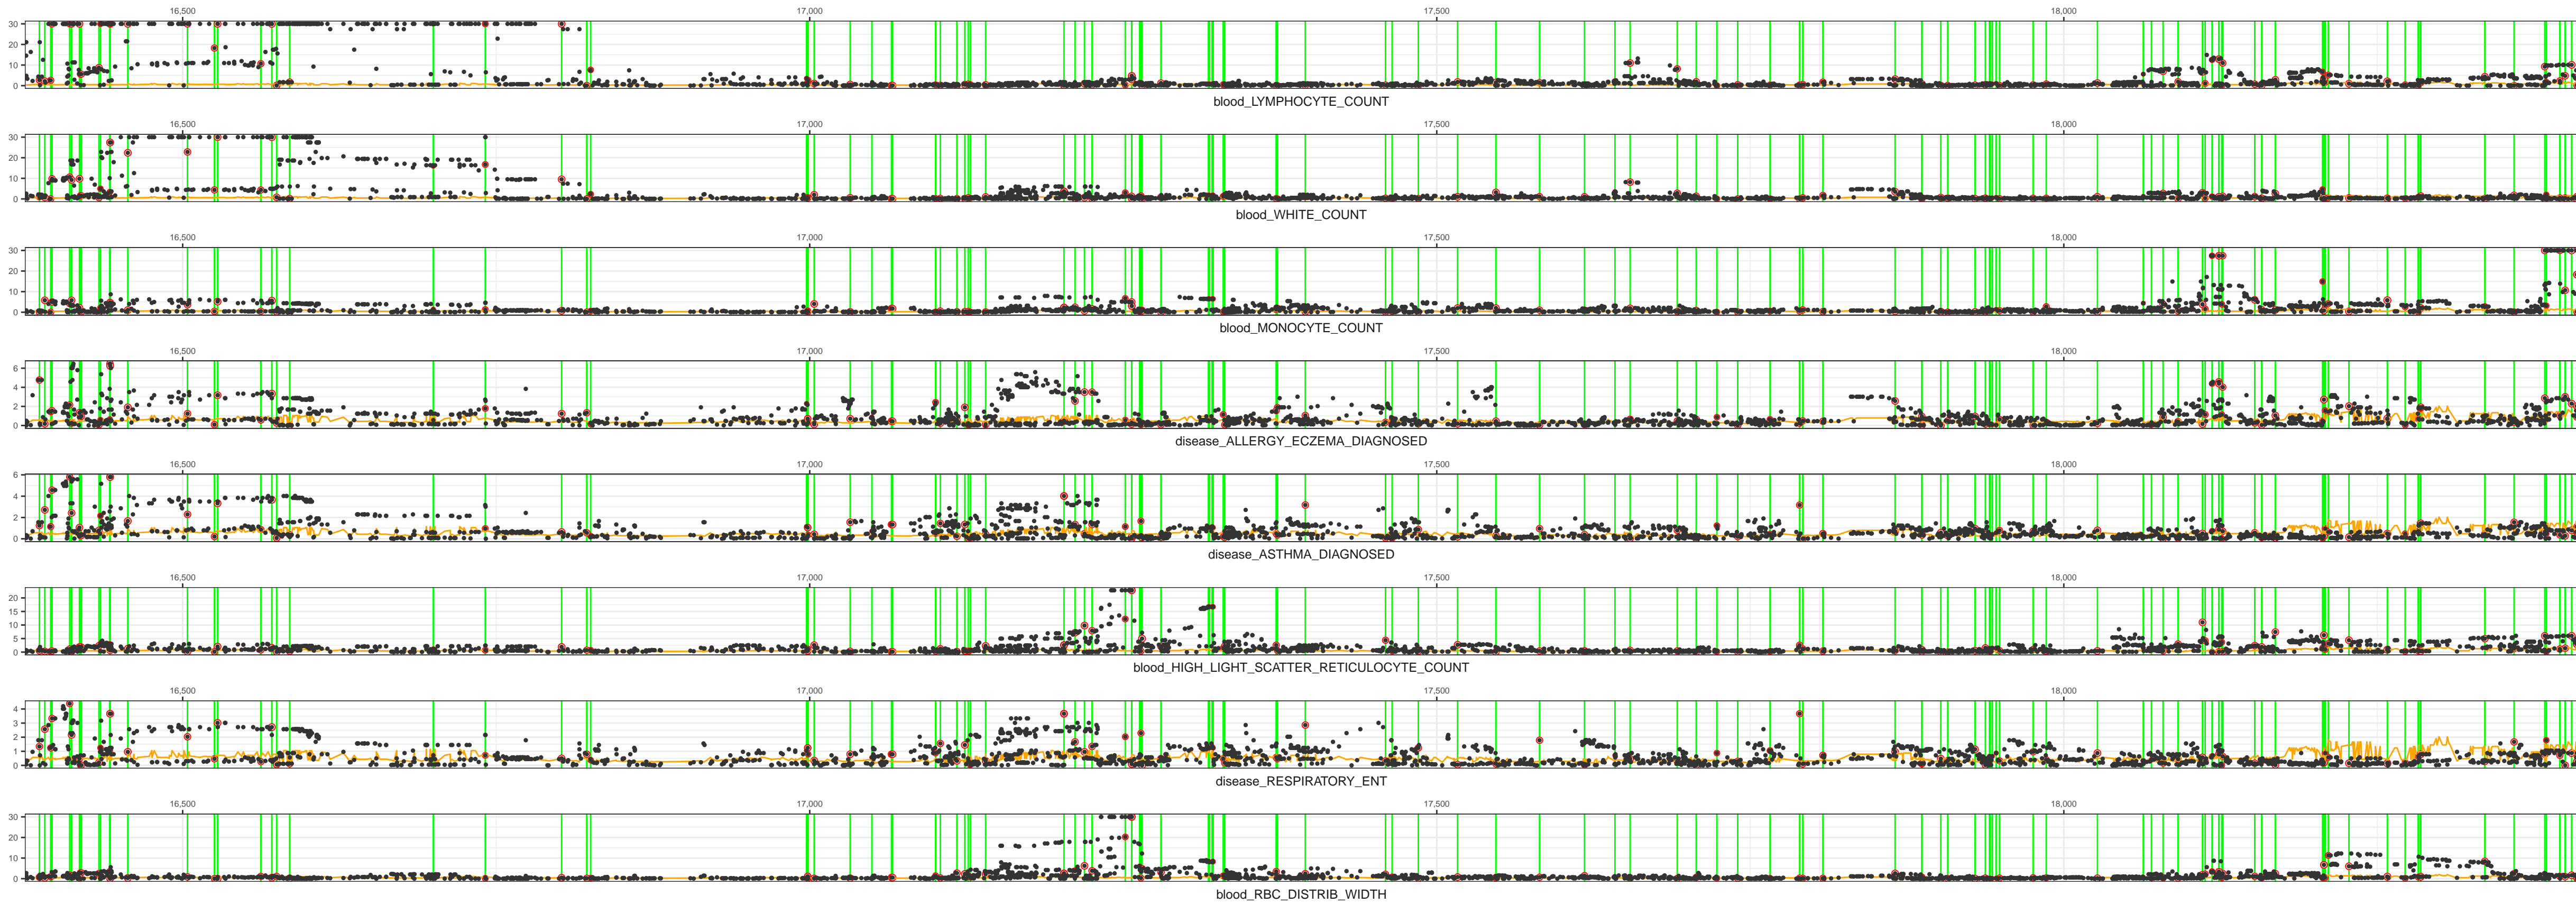 16,500 17,000 17,500 18,000
30
20
10
0
blood_LYMPHOCYTE_COUNT
16,500 17,000 17,500 18,000
30
20
10
0
blood_WHITE_COUNT
16,500 17,000 17,500 18,000
30
20
10
0
blood_MONOCYTE_COUNT
16,500 17,000 17,500 18,000
6
4
2
0
disease_ALLERGY_ECZEMA_DIAGNOSED
16,500 17,000 17,500 18,000
6
4
2
0
disease_ASTHMA_DIAGNOSED
16,500 17,000 17,500 18,000
20
15
10
5
0
blood_HIGH_LIGHT_SCATTER_RETICULOCYTE_COUNT
16,500 17,000 17,500 18,000
4
3
2
1
0
disease_RESPIRATORY_ENT
16,500 17,000 17,500 18,000
30
20
10
0
blood_RBC_DISTRIB_WIDTH